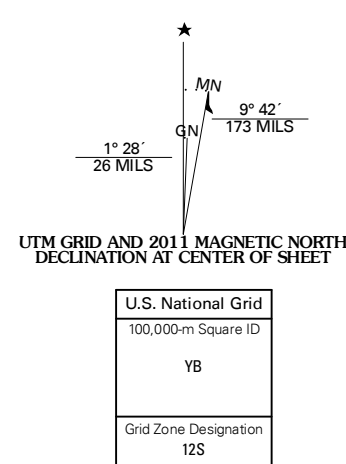 MN
GN
9° 42´
173 MILS
1° 28´
26 MILS
UTM GRID AND 2011 MAGNETIC NORTH
DECLINATION AT CENTER OF SHEET
U.S. National Grid
100,000-m Square ID
YB
Grid Zone Designation
12S